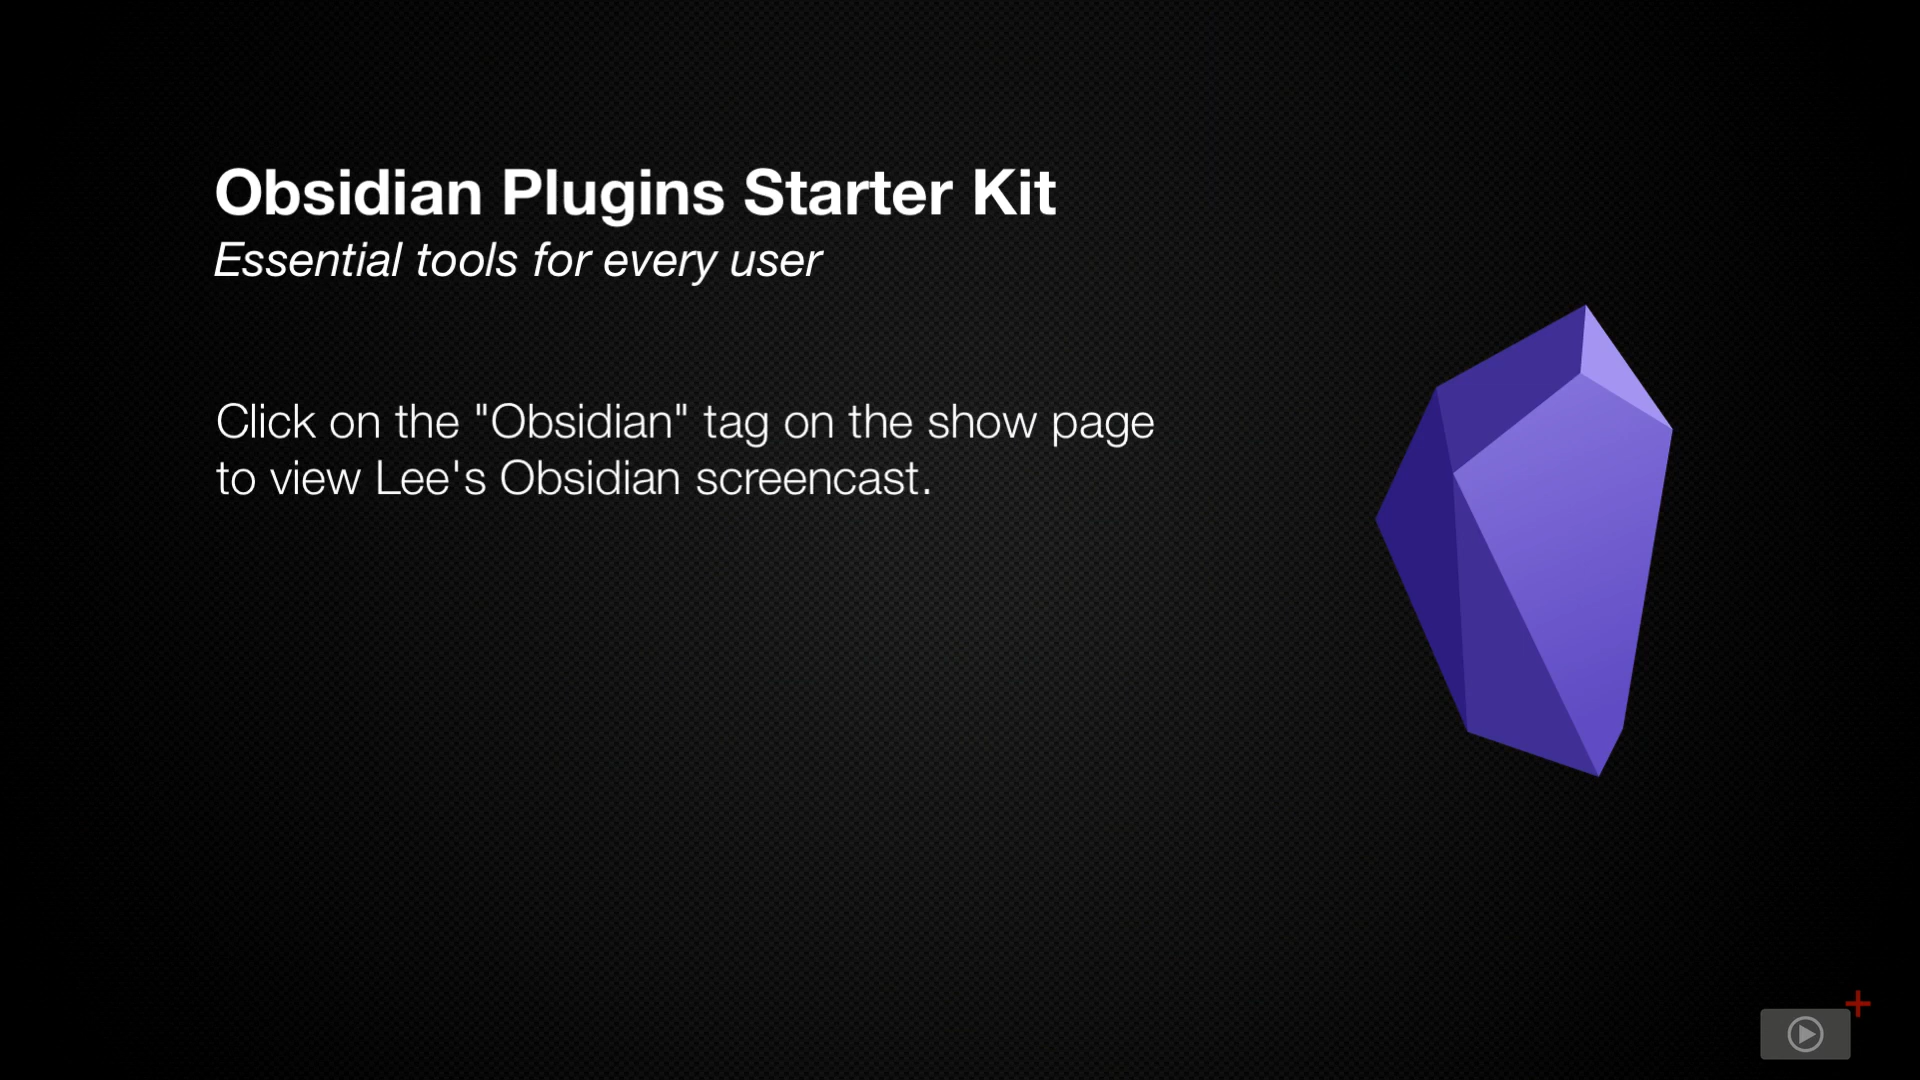 Obsidian Plugins Starter Kit
Essential tools for every user
Click on the "Obsidian" tag on the show page
to view Lee's Obsidian screencast.